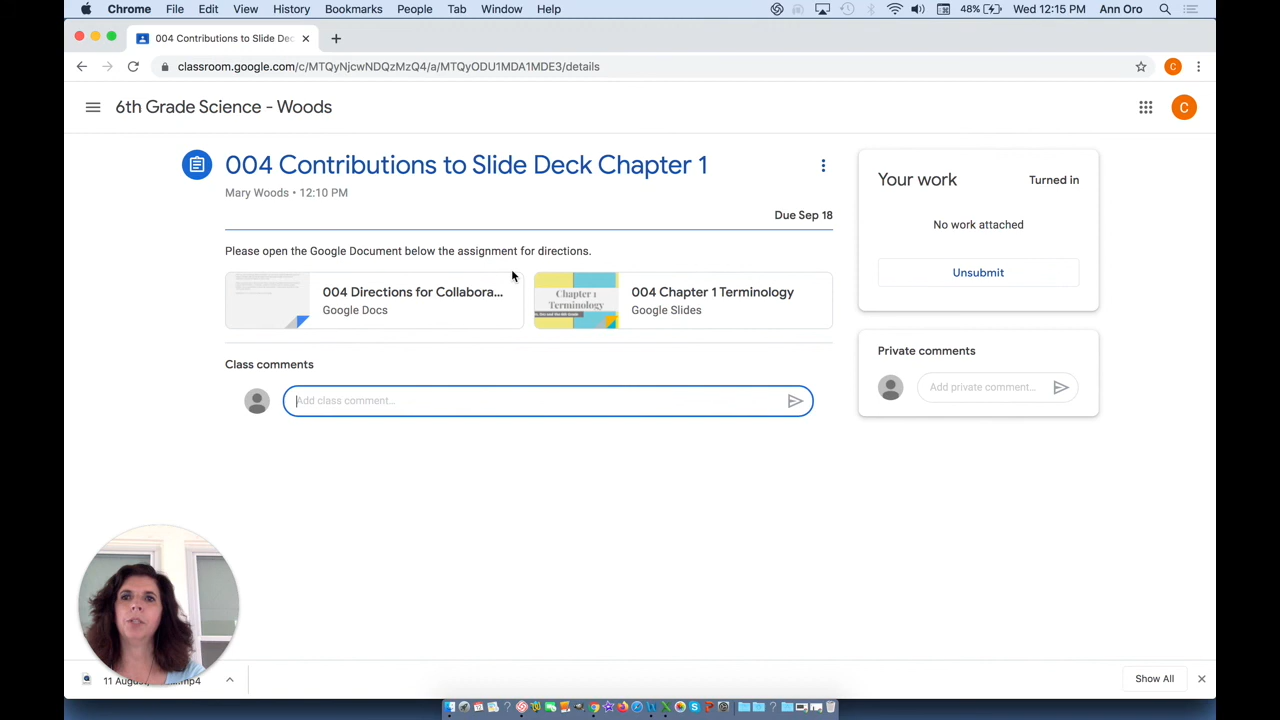 Chrome File Edit View History Bookmarks People Tab Window Help 48% Wed 12:15 PM Ann Oro
004 Contributions to Slide Dec
classroom.google.com/c/MTQyNjcwNDQzMzQ4/a/MTQyODU1MDA1MDE3/details C
6th Grade Science - Woods C
004 Contributions to Slide Deck Chapter 1
Mary Woods • 12:10 PM
Due Sep 18
Please open the Google Document below the assignment for directions.
004 Directions for Collabora...
Google Docs
Chapter 1
Terminology
004 Chapter 1 Terminology
Google Slides
Class comments
Add class comment...
Your work Turned in
No work attached
Unsubmit
Private comments
Add private comment...
11 August, mp4
Show All